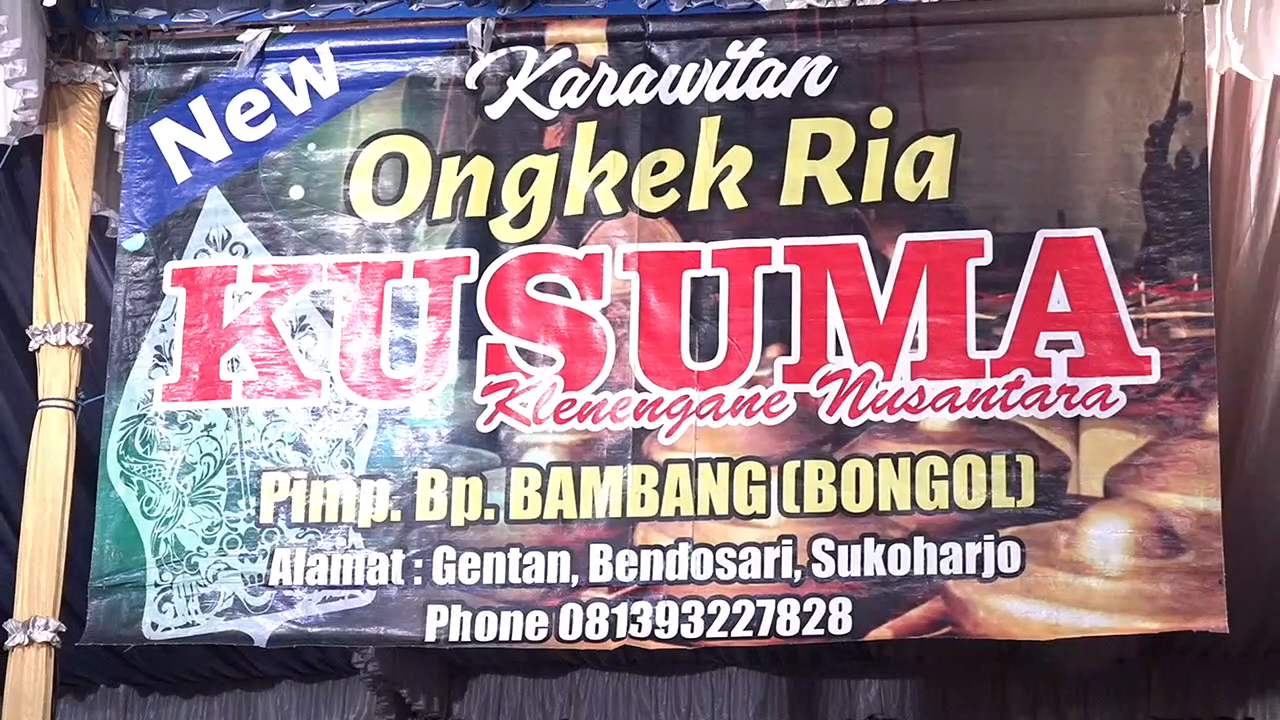 New
Karawitan
Ongkek Ria
KUSUMA
Klenengane Nusantara
Pimp. Bp. BAMBANG (BONGOL)
Alamat : Gentan, Bendosari, Sukoharjo
Phone 081393227828